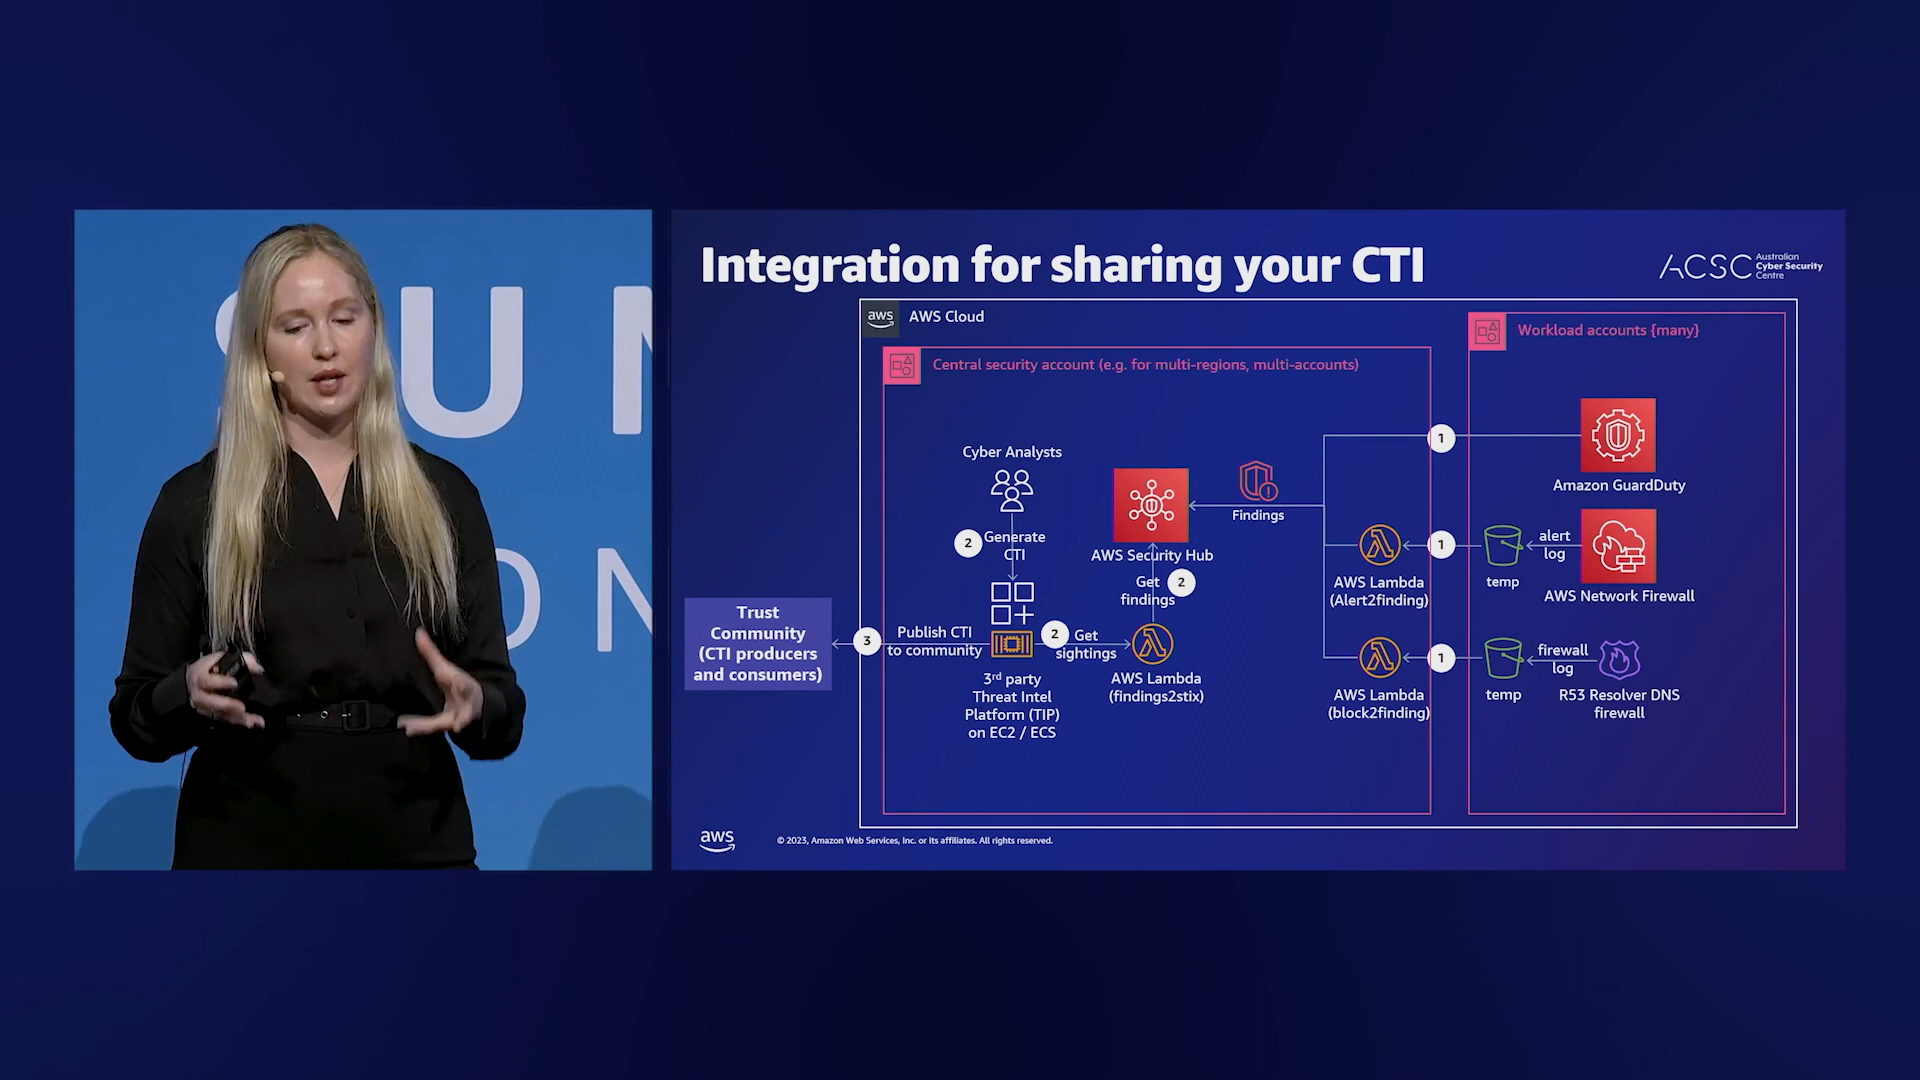 SUM
ON
Integration for sharing your CTI
ACSC Australian
Cyber Security
Centre
aws
AWS Cloud
Workload accounts {many}
Central security account (e.g. for multi-regions, multi-accounts)
1
Cyber Analysts
Amazon GuardDuty
Findings
2
Generate
CTI
AWS Security Hub
1
alert
log
Get
findings
2
AWS Lambda
(Alert2finding)
temp
AWS Network Firewall
Trust
Community
(CTI producers
and consumers)
3
Publish CTI
to community
2
Get
sightings
1
firewall
log
3rd party
Threat Intel
Platform (TIP)
on EC2 / ECS
AWS Lambda
(findings2stix)
AWS Lambda
(block2finding)
temp
R53 Resolver DNS
firewall
aws
© 2023, Amazon Web Services, Inc. or its affiliates. All rights reserved.